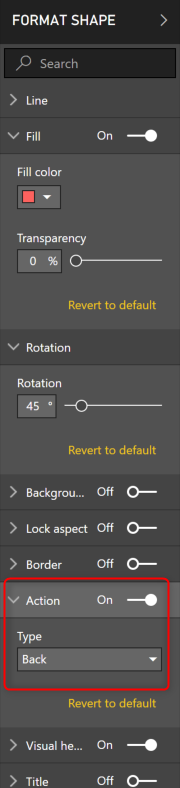 FORMAT SHAPE
Search
Line
Fill On
Fill color
Transparency
0 %
Revert to default
Rotation
Rotation
45 °
Revert to default
Backgrou... Off
Lock aspect Off
Border Off
Action On
Type
Back
Revert to default
Visual he... On
Title Off